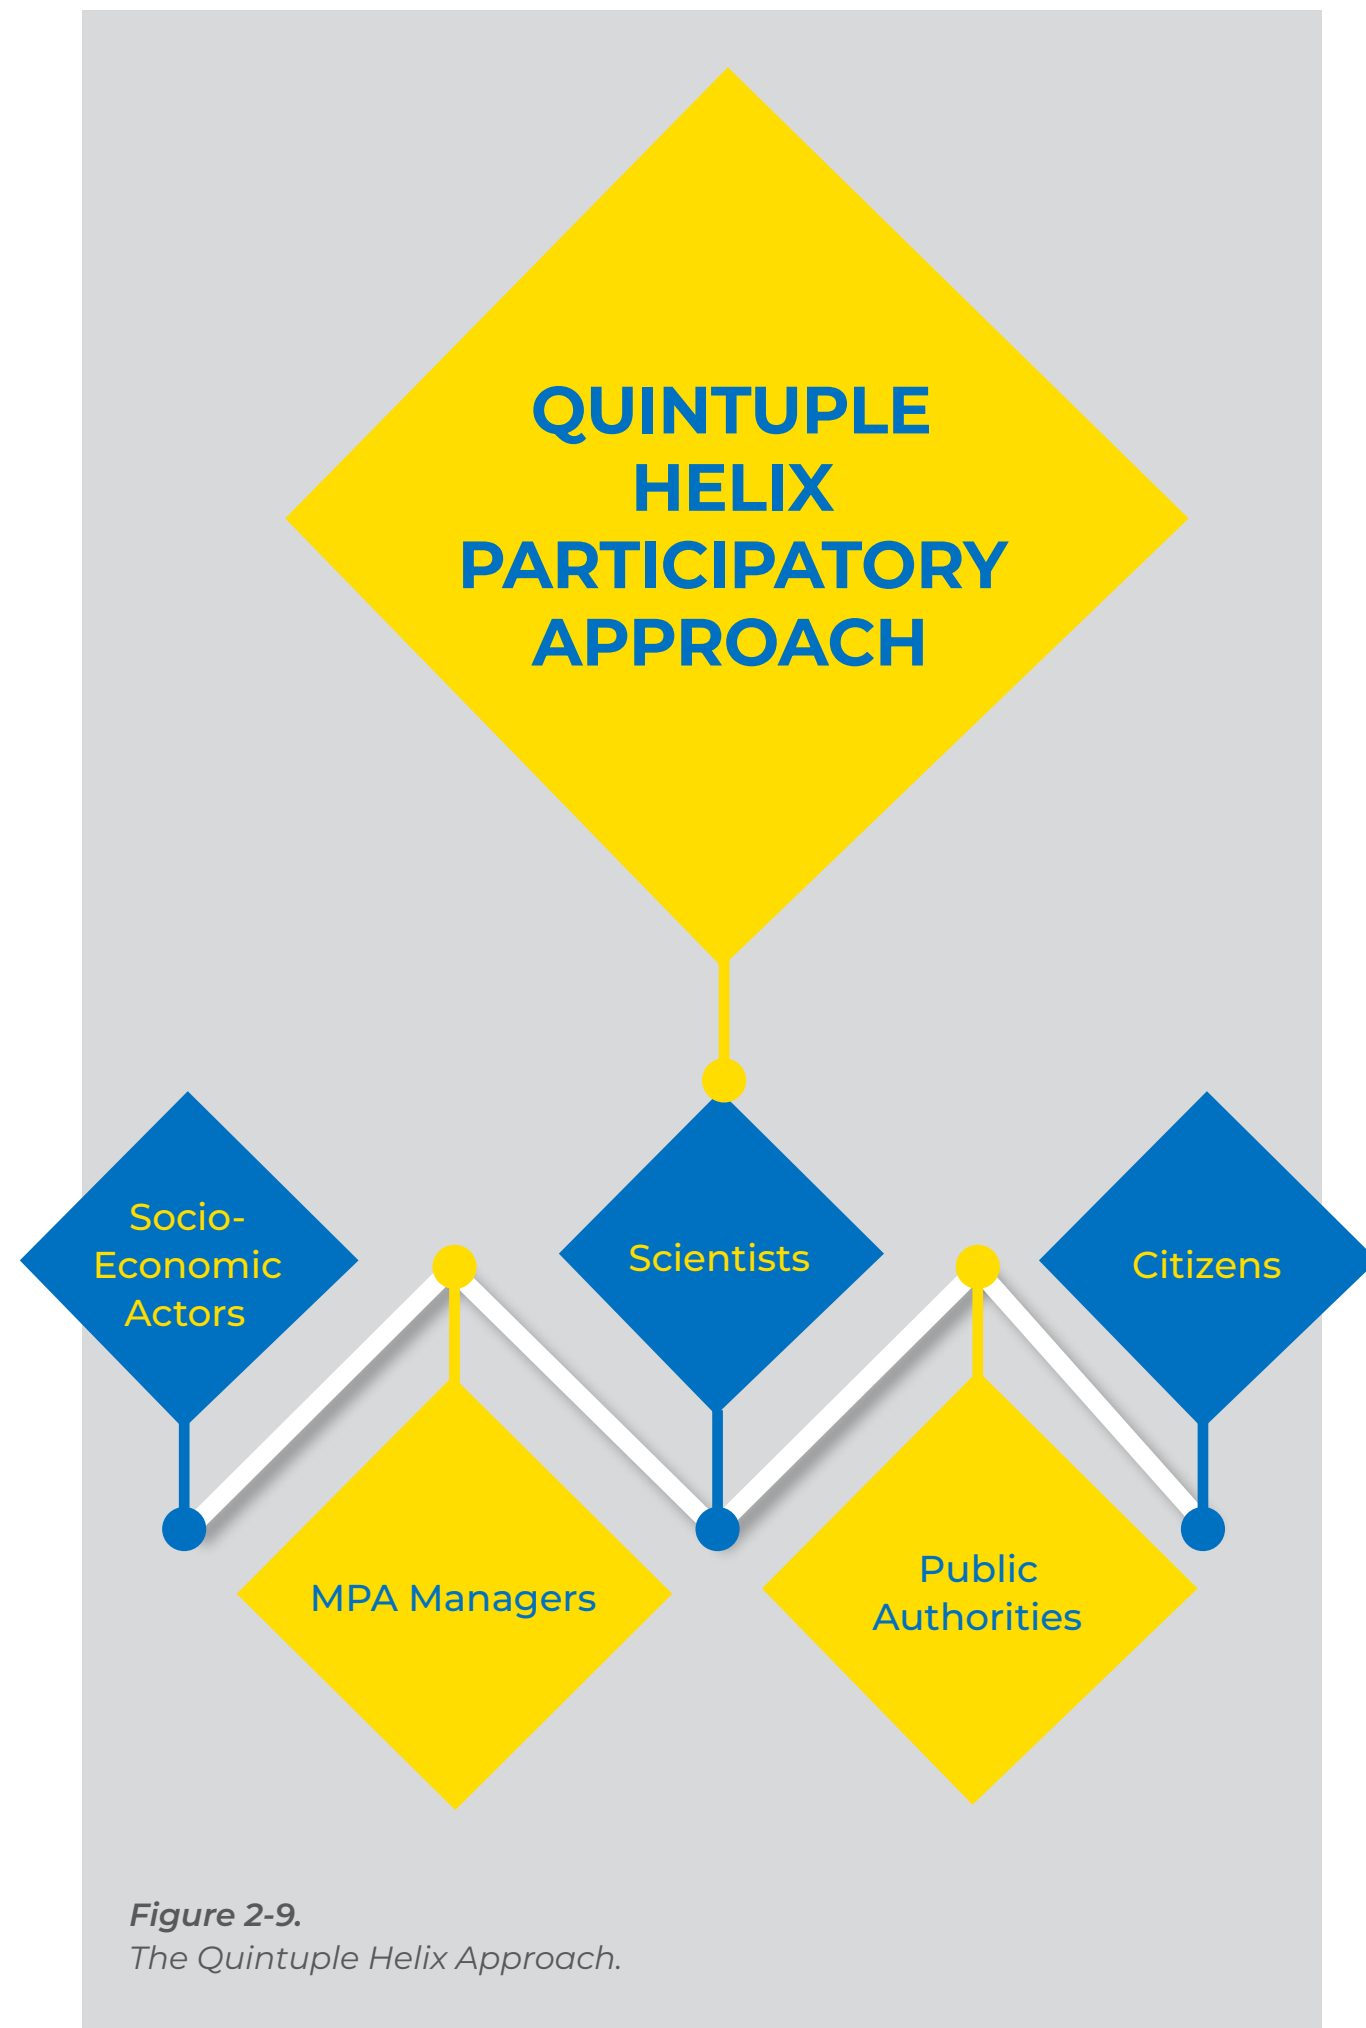 QUINTUPLE
HELIX
PARTICIPATORY
APPROACH
Socio-
Economic
Actors
Scientists
Citizens
MPA Managers
Public
Authorities
Figure 2-9.
The Quintuple Helix Approach.